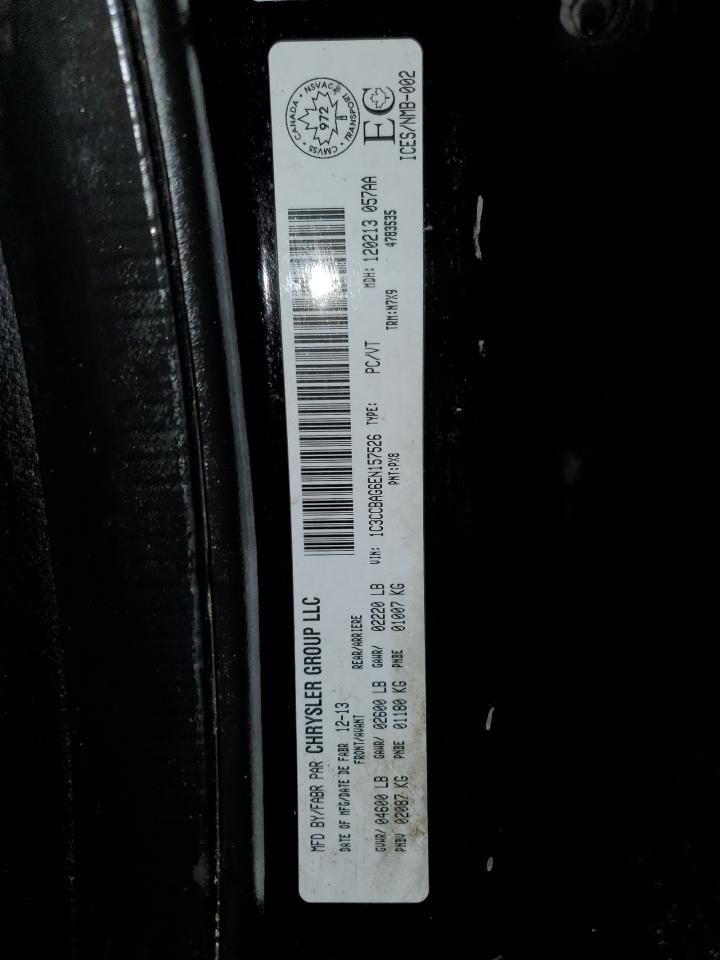 MFD BY/FABR PAR CHRYSLER GROUP LLC
DATE OF MFG/DATE DE FABR 12-13
FRONT/AVANT REAR/ARRIERE
GVWR/ 04600 LB GAWR/ 02600 LB GAWR/ 02220 LB
PNBV 02087 KG PNBE 01180 KG PNBE 01007 KG
VIN: 1C3CCBAG6EN157526 TYPE: PC/VT MDH: 120213 057AA
PNT:PX8 TRM:N7X9 4783535
CANADA · NSVAC · TRANSPORT · CMVSS ·
972
B
EC
ICES/NMB-002